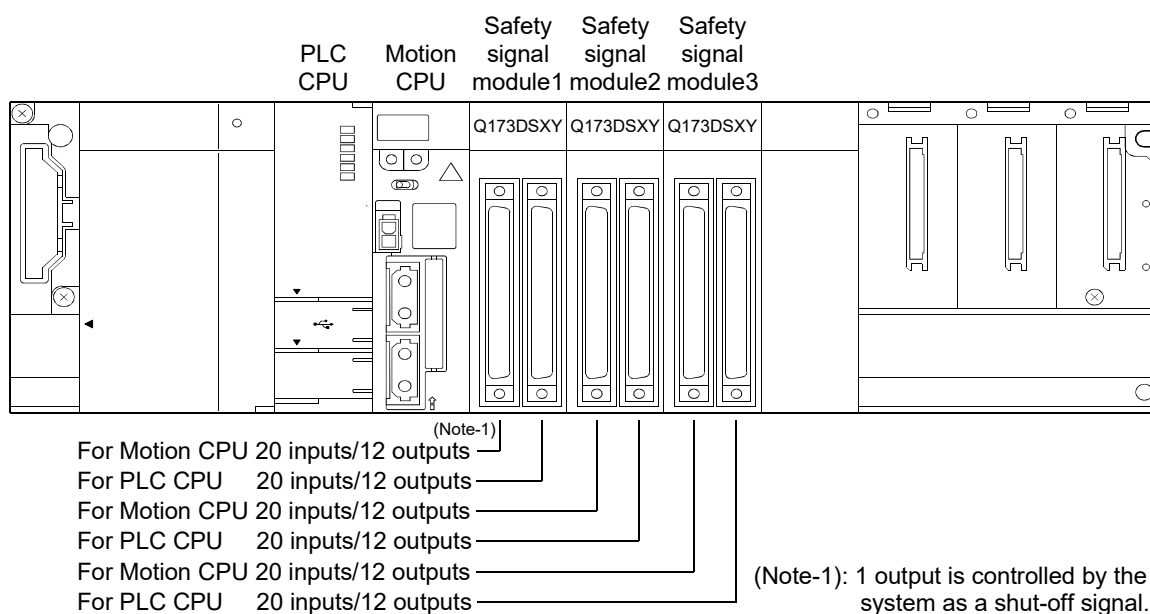 PLC
CPU
Motion
CPU
Safety
signal
module1
Safety
signal
module2
Safety
signal
module3
Q173DSXY
Q173DSXY
Q173DSXY
(Note-1)
For Motion CPU 20 inputs/12 outputs
For PLC CPU 20 inputs/12 outputs
For Motion CPU 20 inputs/12 outputs
For PLC CPU 20 inputs/12 outputs
For Motion CPU 20 inputs/12 outputs
For PLC CPU 20 inputs/12 outputs
(Note-1): 1 output is controlled by the
system as a shut-off signal.